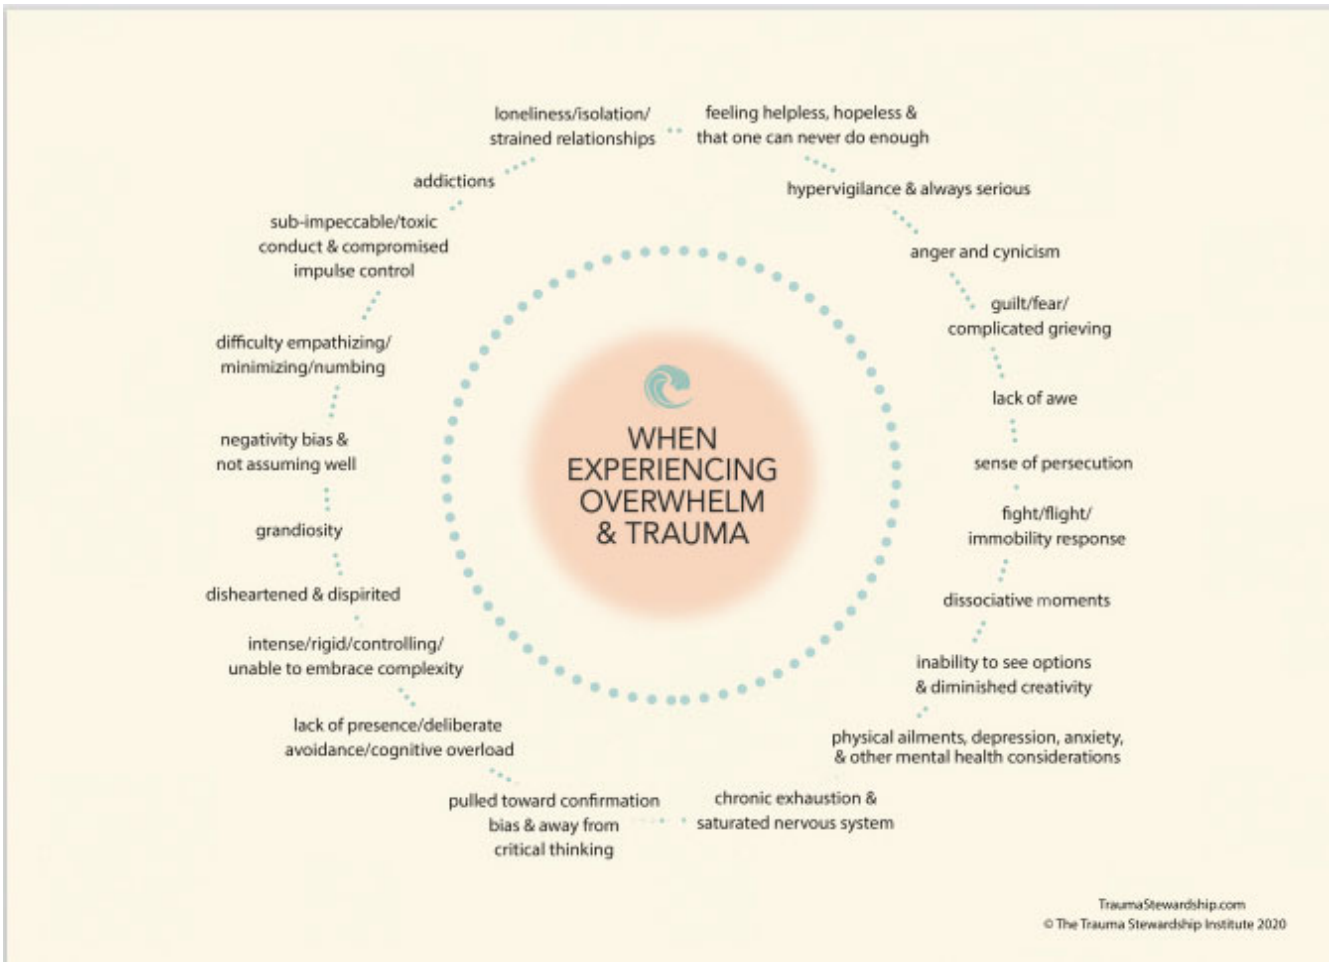 WHEN
EXPERIENCING
OVERWHELM
& TRAUMA
feeling helpless, hopeless &
that one can never do enough
hypervigilance & always serious
anger and cynicism
guilt/fear/
complicated grieving
lack of awe
sense of persecution
fight/flight/
immobility response
dissociative moments
inability to see options
& diminished creativity
physical ailments, depression, anxiety,
& other mental health considerations
chronic exhaustion &
saturated nervous system
pulled toward confirmation
bias & away from
critical thinking
lack of presence/deliberate
avoidance/cognitive overload
intense/rigid/controlling/
unable to embrace complexity
disheartened & dispirited
grandiosity
negativity bias &
not assuming well
difficulty empathizing/
minimizing/numbing
sub-impeccable/toxic
conduct & compromised
impulse control
addictions
loneliness/isolation/
strained relationships
TraumaStewardship.com
© The Trauma Stewardship Institute 2020